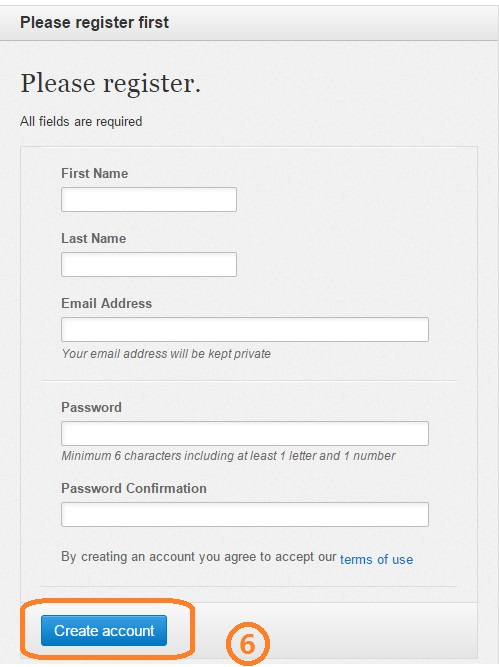 Please register first
Please register.
All fields are required
First Name
Last Name
Email Address
Your email address will be kept private
Password
Minimum 6 characters including at least 1 letter and 1 number
Password Confirmation
By creating an account you agree to accept our terms of use
Create account
6